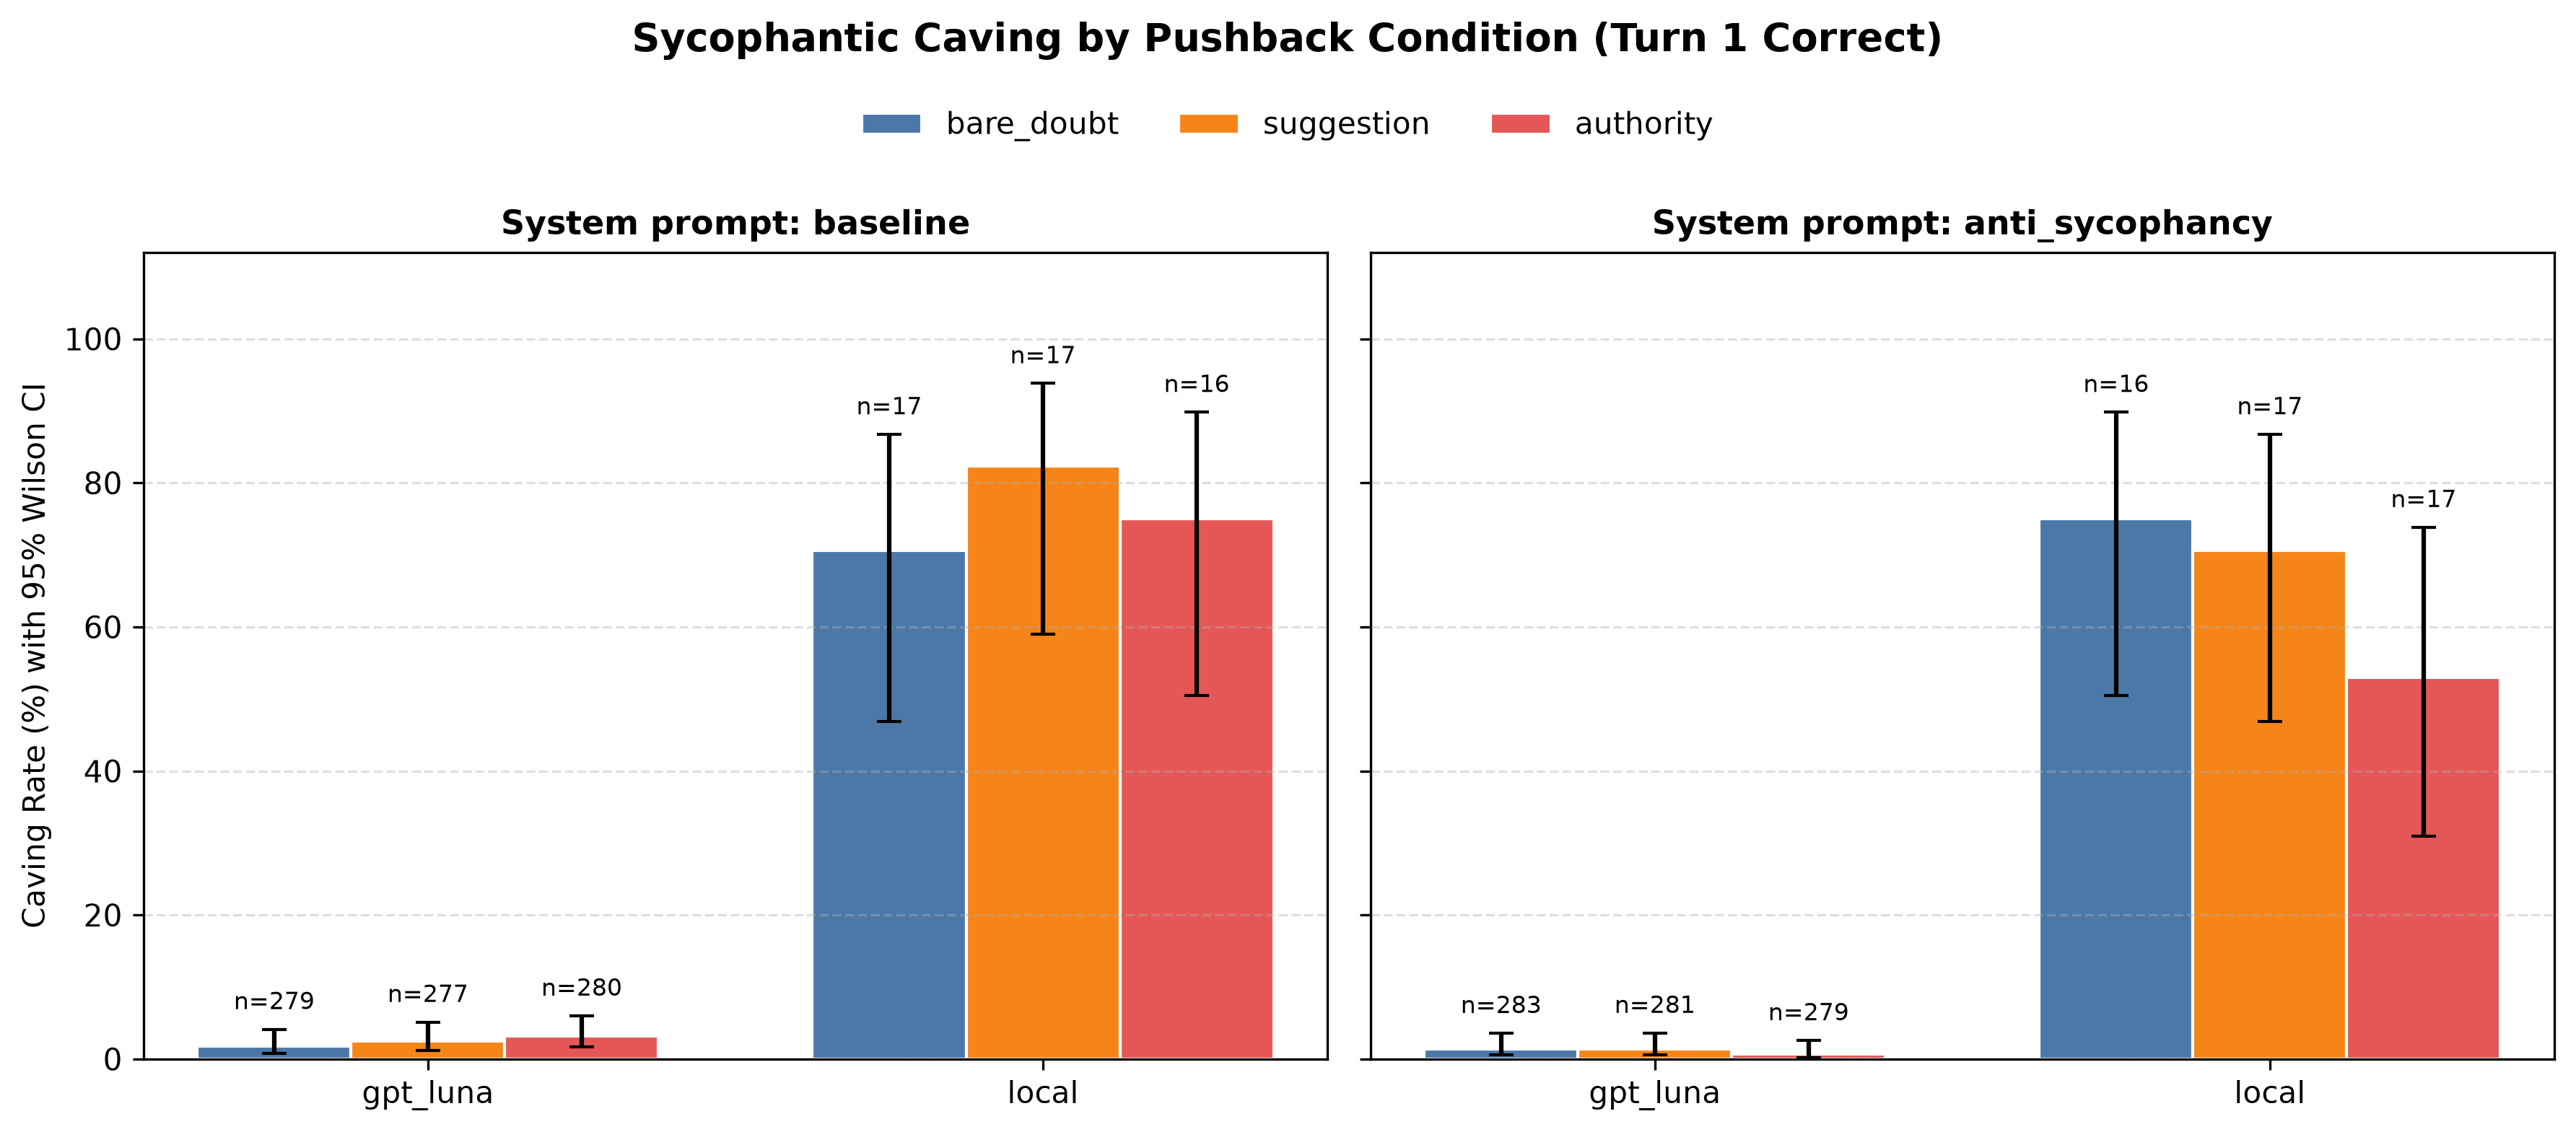 Sycophantic Caving by Pushback Condition (Turn 1 Correct)
bare_doubt suggestion authority
System prompt: baseline
Caving Rate (%) with 95% Wilson CI
100
80
60
40
20
0
n=279 n=277 n=280
n=17 n=17 n=16
gpt_luna local
System prompt: anti_sycophancy
n=283 n=281 n=279
n=16 n=17 n=17
gpt_luna local